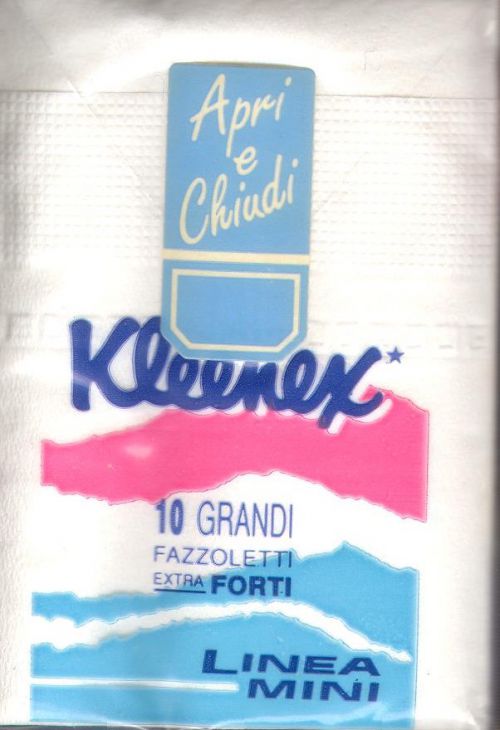 Apri
e
Chiudi
Kleenex*
10 GRANDI
FAZZOLETTI
EXTRA FORTI
LINEA
MINI